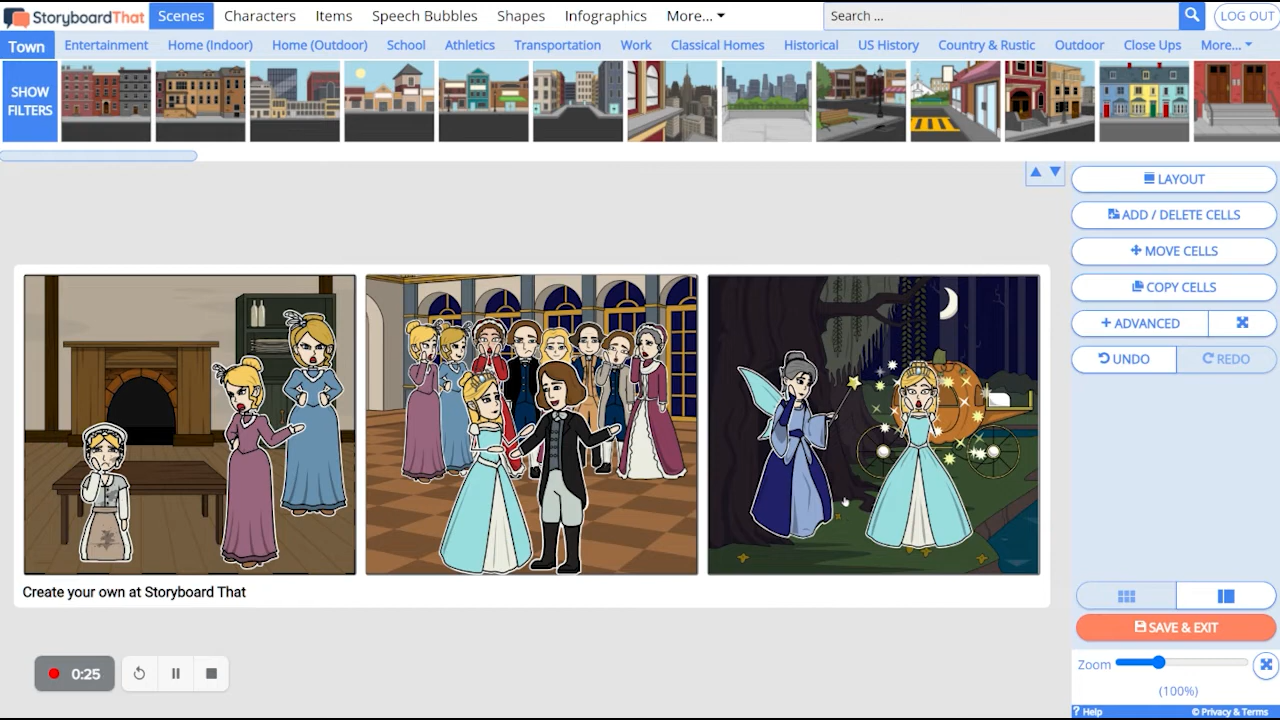 StoryboardThat Scenes Characters Items Speech Bubbles Shapes Infographics More... Search ... LOG OUT
Town Entertainment Home (Indoor) Home (Outdoor) School Athletics Transportation Work Classical Homes Historical US History Country & Rustic Outdoor Close Ups More...
SHOW
FILTERS
LAYOUT
ADD / DELETE CELLS
MOVE CELLS
COPY CELLS
+ ADVANCED
UNDO REDO
Create your own at Storyboard That
SAVE & EXIT
0:25
Zoom
(100%)
? Help © Privacy & Terms